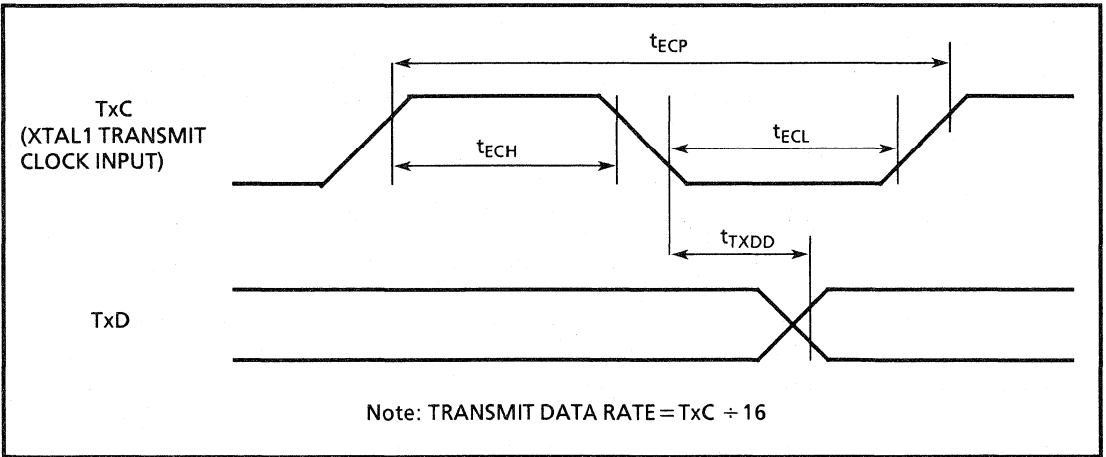 tECP
TxC
(XTAL1 TRANSMIT
CLOCK INPUT)
tECH
tECL
tTXDD
TxD
Note: TRANSMIT DATA RATE = TxC ÷ 16